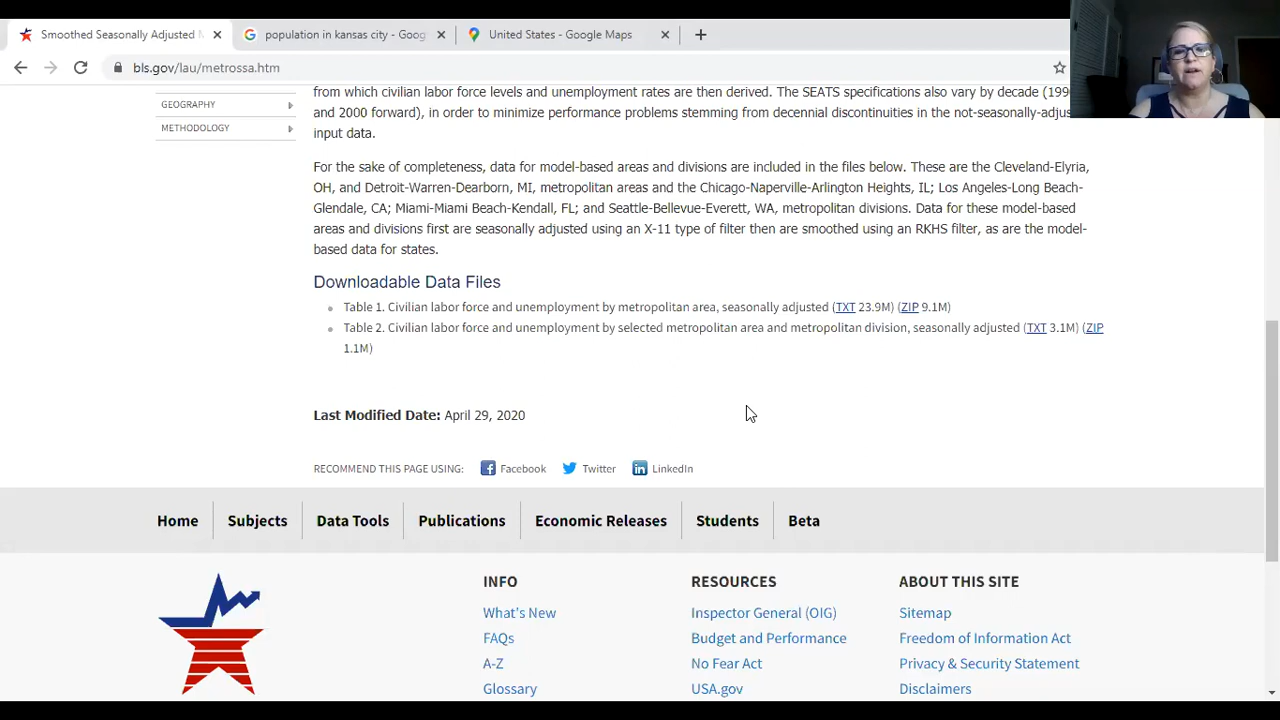 Smoothed Seasonally Adjusted M
population in kansas city - Goog
United States - Google Maps
bls.gov/lau/metrossa.htm
from which civilian labor force levels and unemployment rates are then derived. The SEATS specifications also vary by decade (199
GEOGRAPHY
and 2000 forward), in order to minimize performance problems stemming from decennial discontinuities in the not-seasonally-adjus
METHODOLOGY
input data.
For the sake of completeness, data for model-based areas and divisions are included in the files below. These are the Cleveland-Elyria,
OH, and Detroit-Warren-Dearborn, MI, metropolitan areas and the Chicago-Naperville-Arlington Heights, IL; Los Angeles-Long Beach-
Glendale, CA; Miami-Miami Beach-Kendall, FL; and Seattle-Bellevue-Everett, WA, metropolitan divisions. Data for these model-based
areas and divisions first are seasonally adjusted using an X-11 type of filter then are smoothed using an RKHS filter, as are the model-
based data for states.
Downloadable Data Files
Table 1. Civilian labor force and unemployment by metropolitan area, seasonally adjusted (TXT 23.9M) (ZIP 9.1M)
Table 2. Civilian labor force and unemployment by selected metropolitan area and metropolitan division, seasonally adjusted (TXT 3.1M) (ZIP
1.1M)
Last Modified Date: April 29, 2020
RECOMMEND THIS PAGE USING: Facebook Twitter LinkedIn
Home Subjects Data Tools Publications Economic Releases Students Beta
INFO RESOURCES ABOUT THIS SITE
What's New Inspector General (OIG) Sitemap
FAQs Budget and Performance Freedom of Information Act
A-Z No Fear Act Privacy & Security Statement
Glossary USA.gov Disclaimers